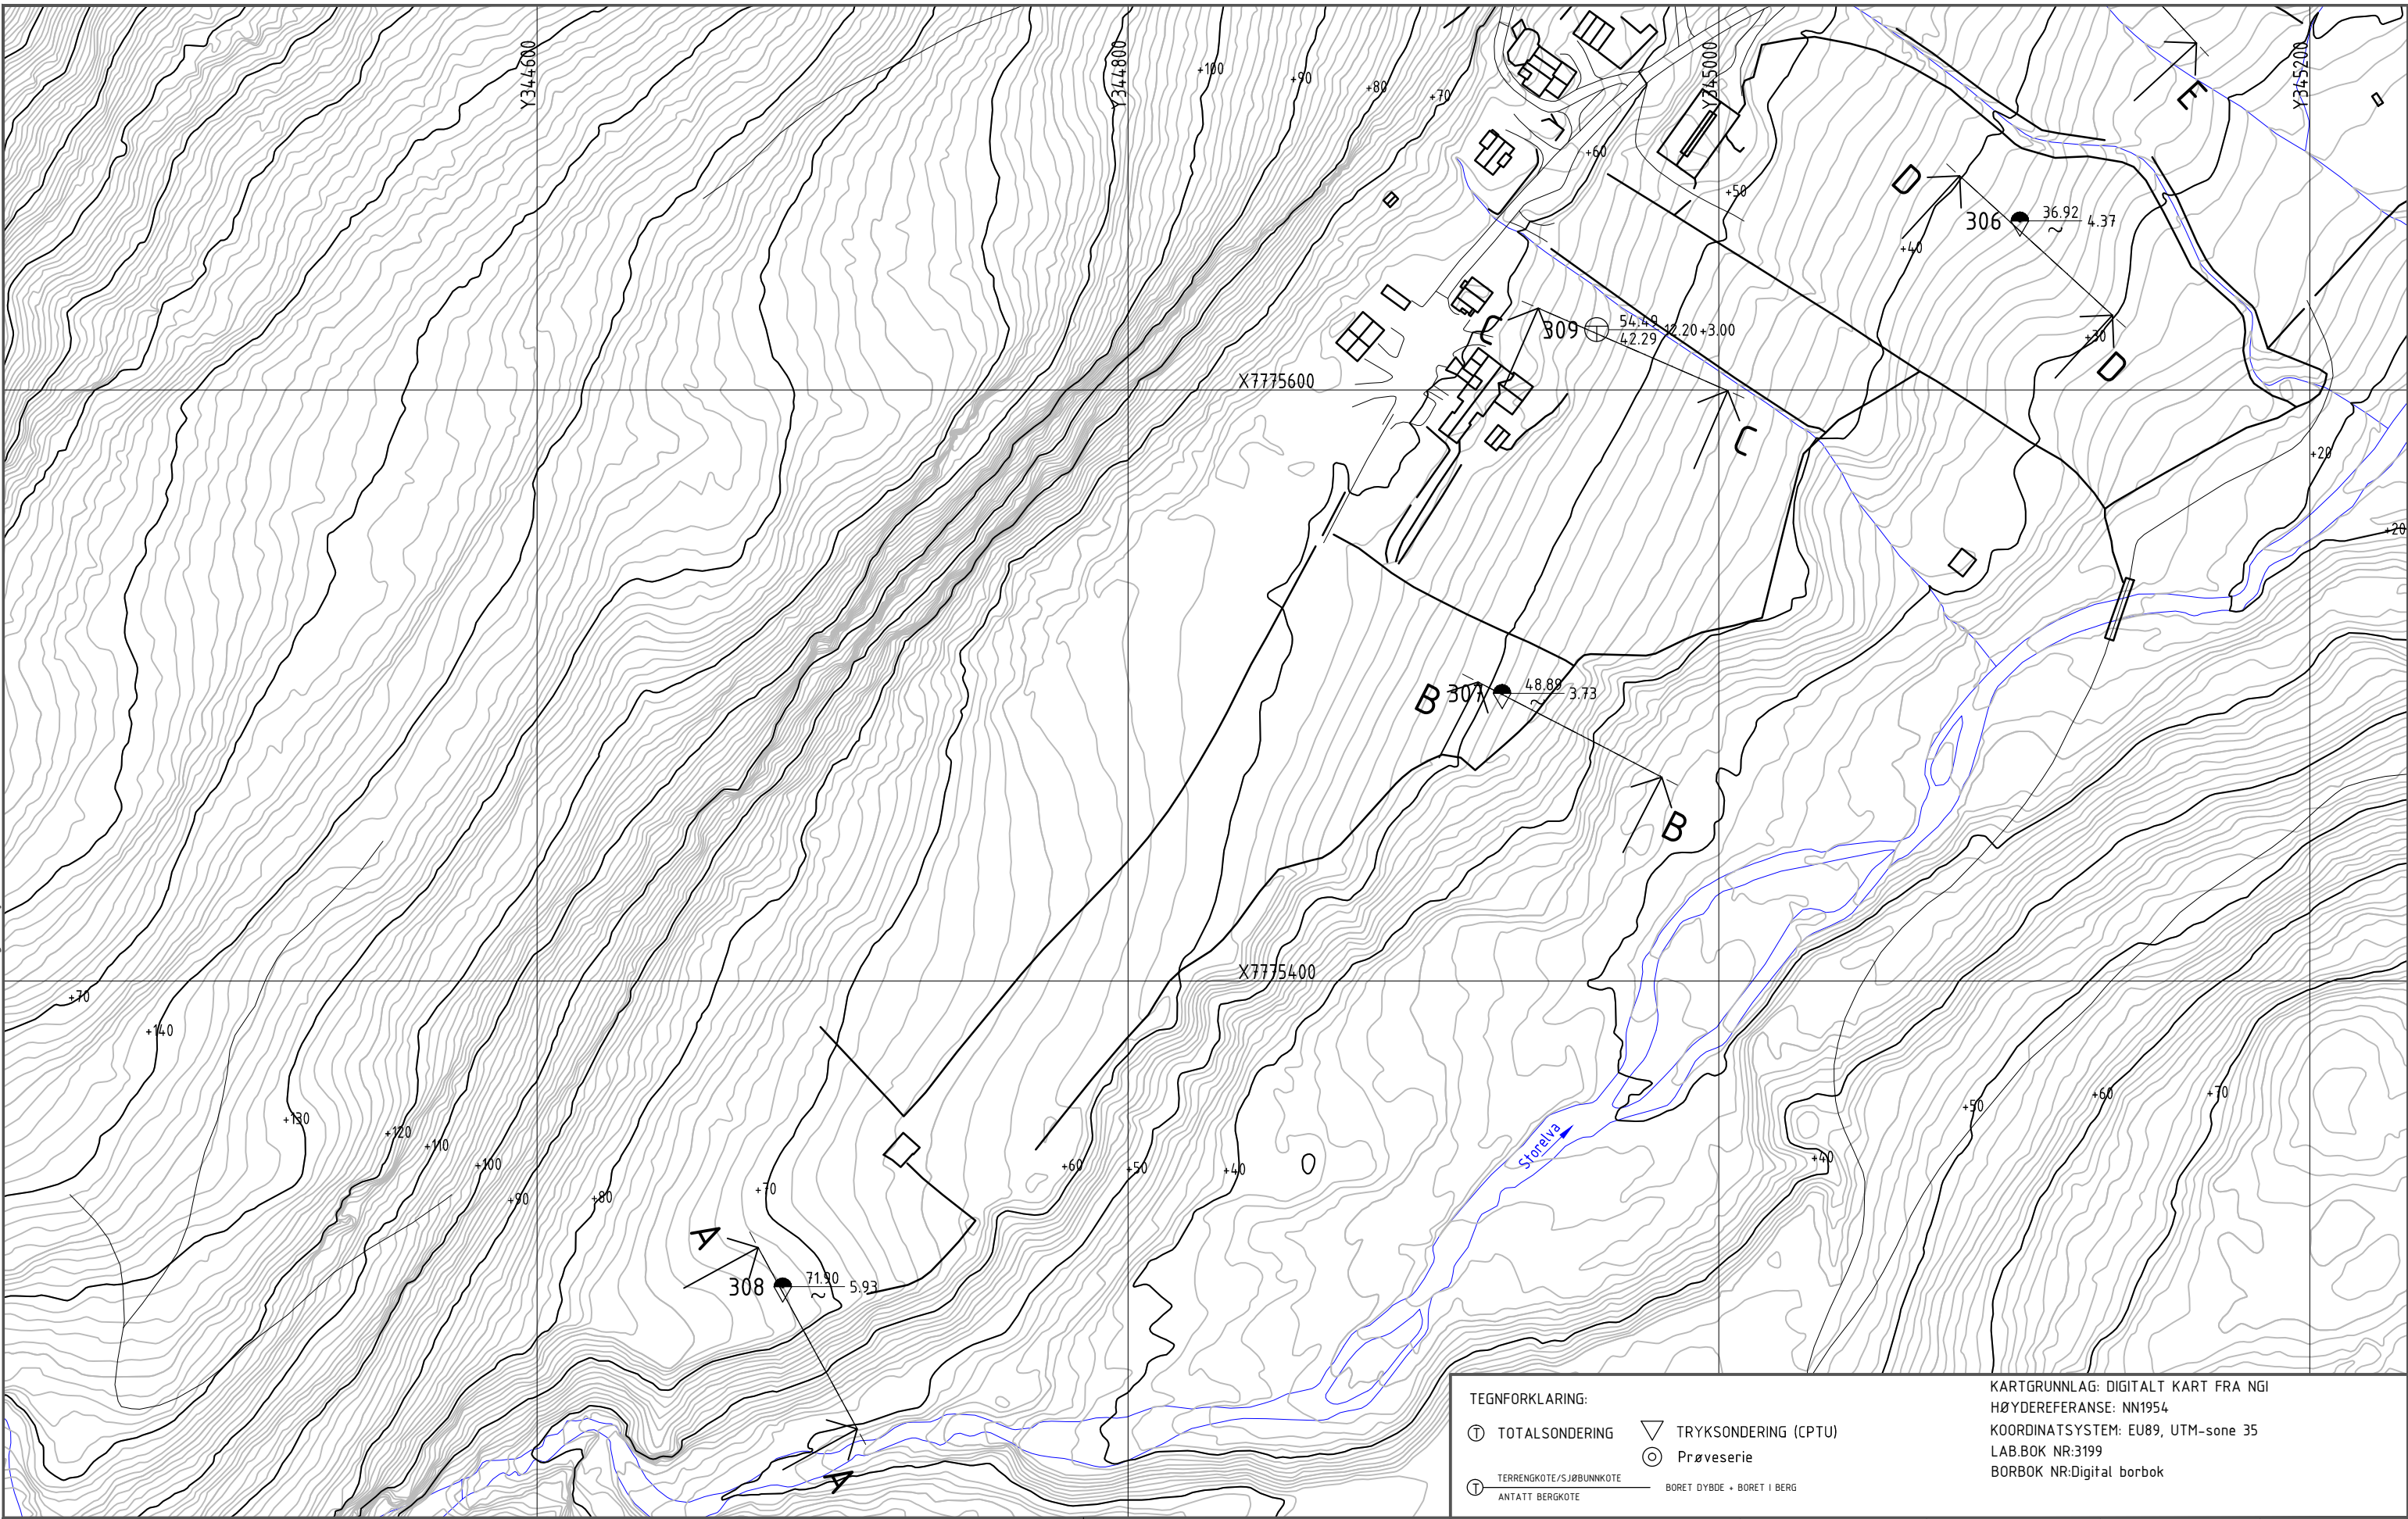 Y344600
Y344800
Y345000
Y345200
+100
+90
+80
+70
+60
+50
E
D
306
36.92
~
4.37
+40
+30
D
C
309
54.49
42.29
12.20+3.00
X7775600
C
+20
+20
B
307
48.89
~
3.73
B
X7775400
+70
+140
+130
+120
+110
+100
+90
+80
+70
+60
+50
+40
Storelva
+40
+50
+60
+70
A
308
71.90
~
5.93
A
TEGNFORKLARING:
T TOTALSONDERING
TRYKSONDERING (CPTU)
Prøveserie
T
TERRENGKOTE/SJØBUNNKOTE
ANTATT BERGKOTE
BORET DYBDE + BORET I BERG
KARTGRUNNLAG: DIGITALT KART FRA NGI
HØYDEREFERANSE: NN1954
KOORDINATSYSTEM: EU89, UTM-sone 35
LAB.BOK NR:3199
BORBOK NR:Digital borbok